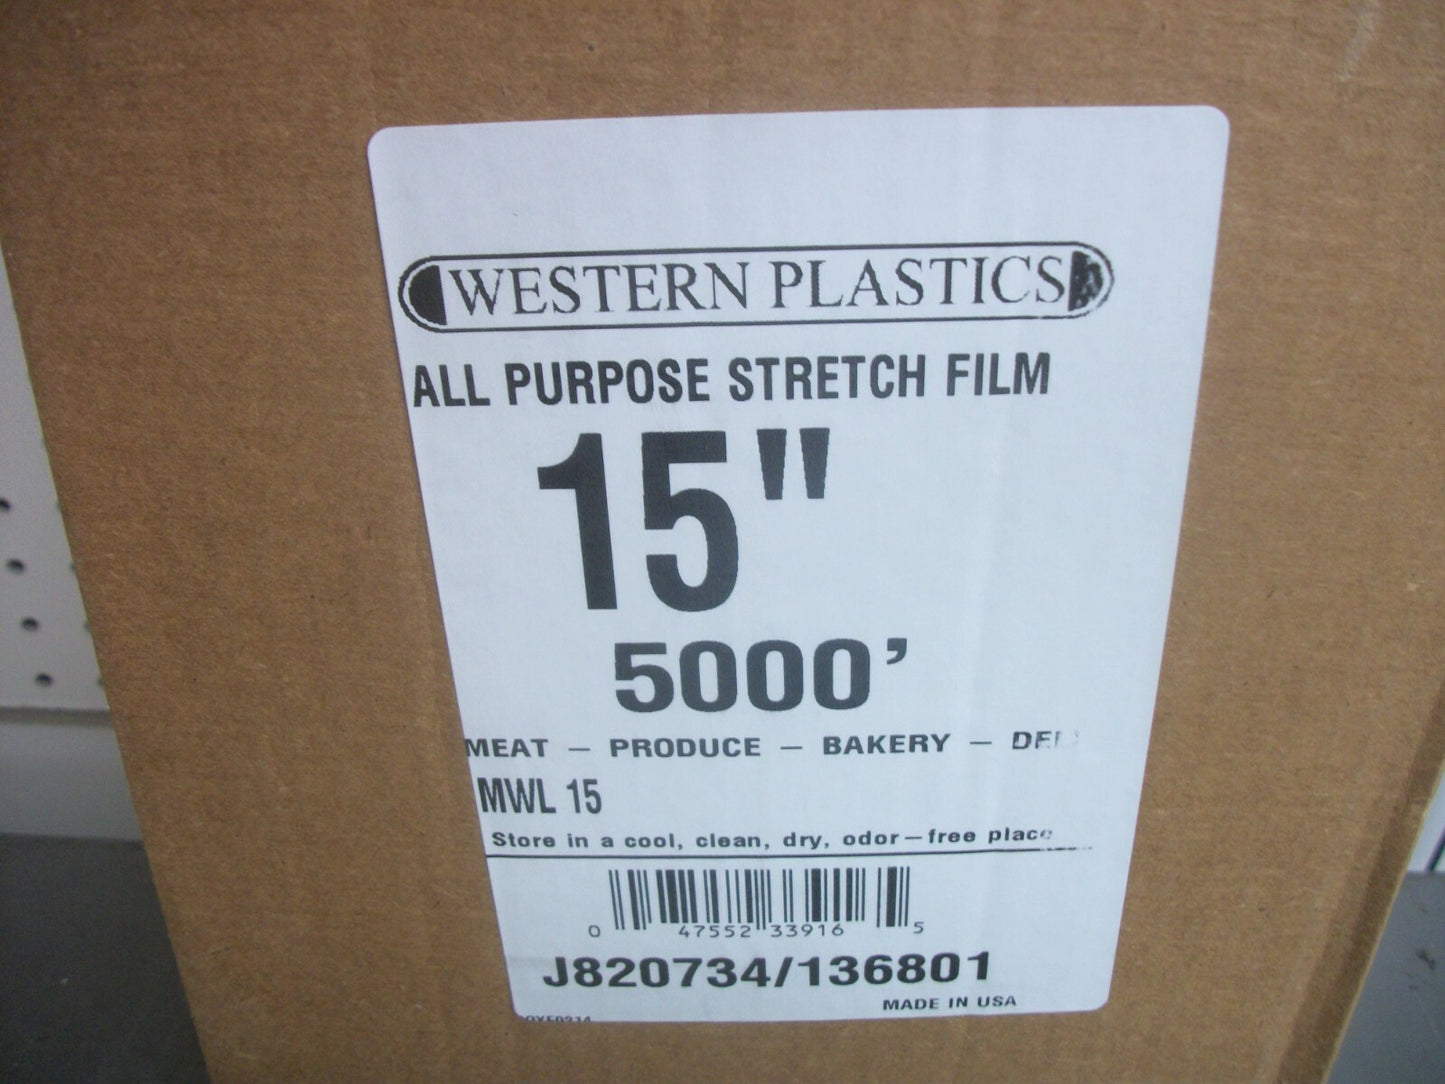 WESTERN PLASTICS
ALL PURPOSE STRETCH FILM
15"
5000’
MEAT — PRODUCE — BAKERY — DELI
MWL 15
Store in a cool, clean, dry, odor—free place
0 47552 33916 5
J820734/136801
MADE IN USA